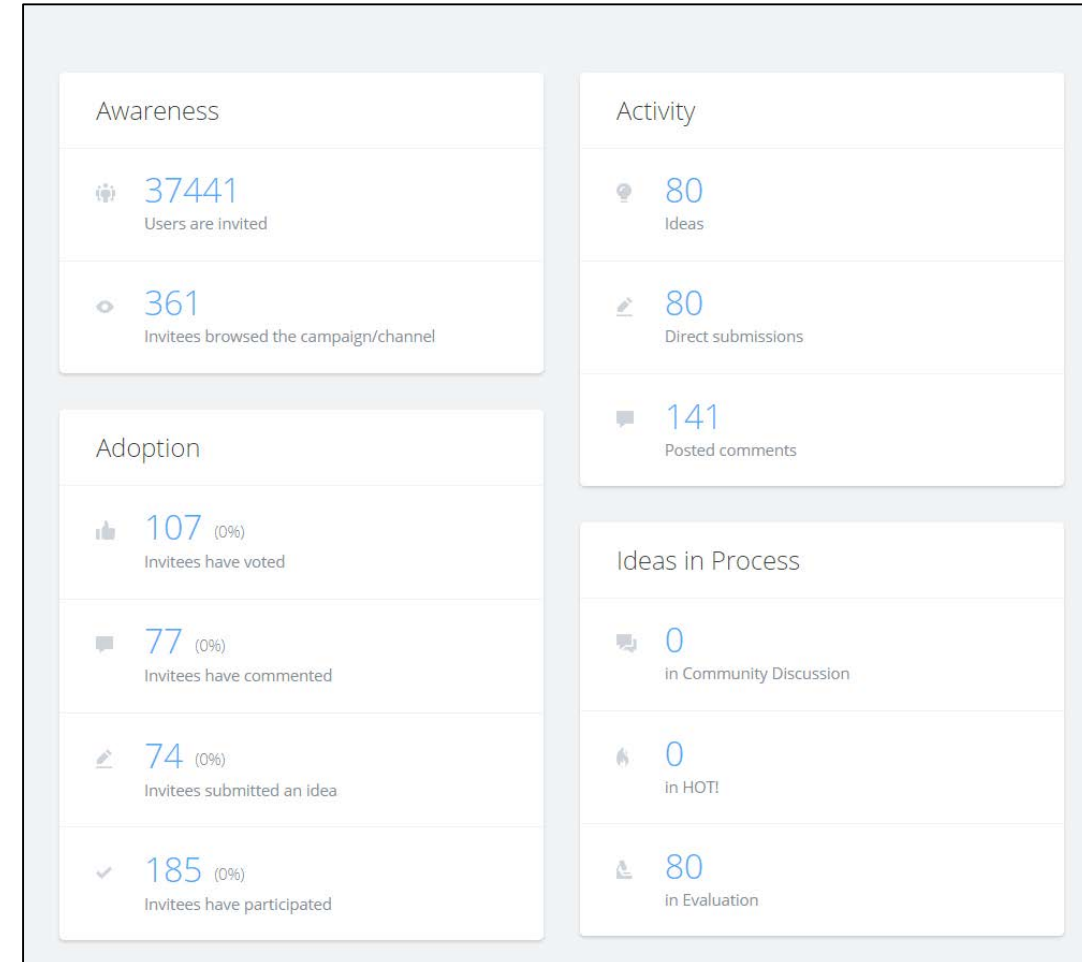 Awareness
37441
Users are invited
361
Invitees browsed the campaign/channel
Adoption
107 (0%)
Invitees have voted
77 (0%)
Invitees have commented
74 (0%)
Invitees submitted an idea
185 (0%)
Invitees have participated
Activity
80
Ideas
80
Direct submissions
141
Posted comments
Ideas in Process
0
in Community Discussion
0
in HOT!
80
in Evaluation